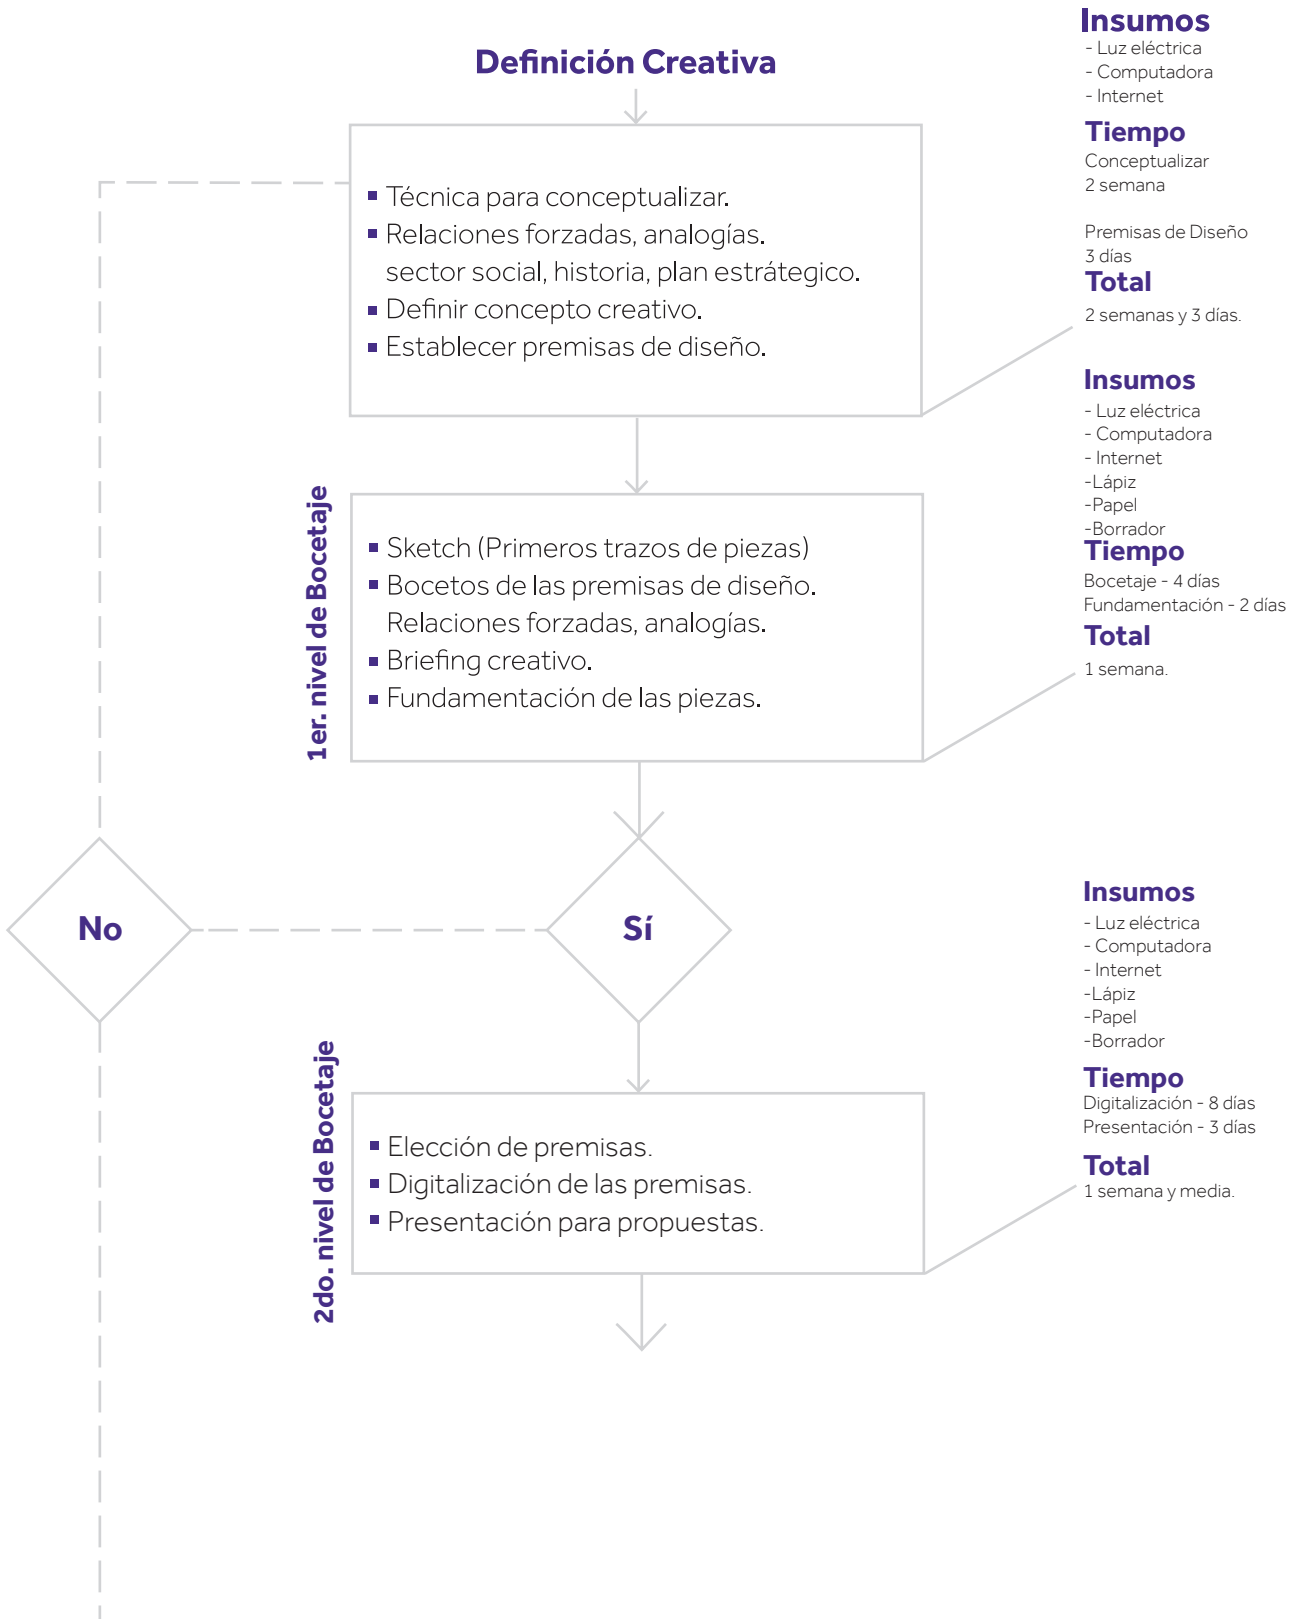 Definición Creativa
Insumos
- Luz eléctrica
- Computadora
- Internet
Tiempo
Conceptualizar
2 semana
Premisas de Diseño
3 días
Total
2 semanas y 3 días.
Técnica para conceptualizar.
Relaciones forzadas, analogías.
sector social, historia, plan estrátegico.
Definir concepto creativo.
Establecer premisas de diseño.
1er. nivel de Bocetaje
Sketch (Primeros trazos de piezas)
Bocetos de las premisas de diseño.
Relaciones forzadas, analogías.
Briefing creativo.
Fundamentación de las piezas.
Insumos
- Luz eléctrica
- Computadora
- Internet
-Lápiz
-Papel
-Borrador
Tiempo
Bocetaje - 4 días
Fundamentación - 2 días
Total
1 semana.
No
Sí
2do. nivel de Bocetaje
Elección de premisas.
Digitalización de las premisas.
Presentación para propuestas.
Insumos
- Luz eléctrica
- Computadora
- Internet
-Lápiz
-Papel
-Borrador
Tiempo
Digitalización - 8 días
Presentación - 3 días
Total
1 semana y media.